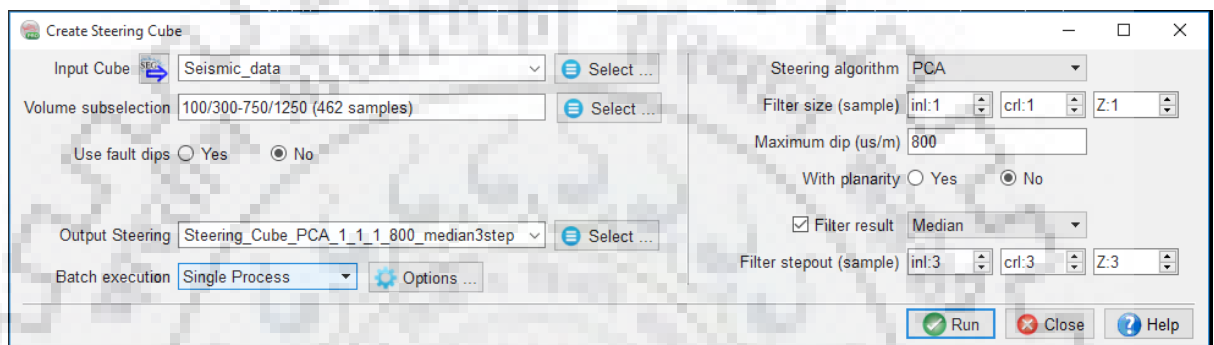 Create Steering Cube
Input Cube SEG Seismic_data Select ... Steering algorithm PCA
Volume subselection 100/300-750/1250 (462 samples) Select ... Filter size (sample) inl:1 crl:1 Z:1
Use fault dips Yes No Maximum dip (us/m) 800
With planarity Yes No
Filter result Median
Output Steering Steering_Cube_PCA_1_1_1_800_median3step Select ... Filter stepout (sample) inl:3 crl:3 Z:3
Batch execution Single Process Options ...
Run Close Help